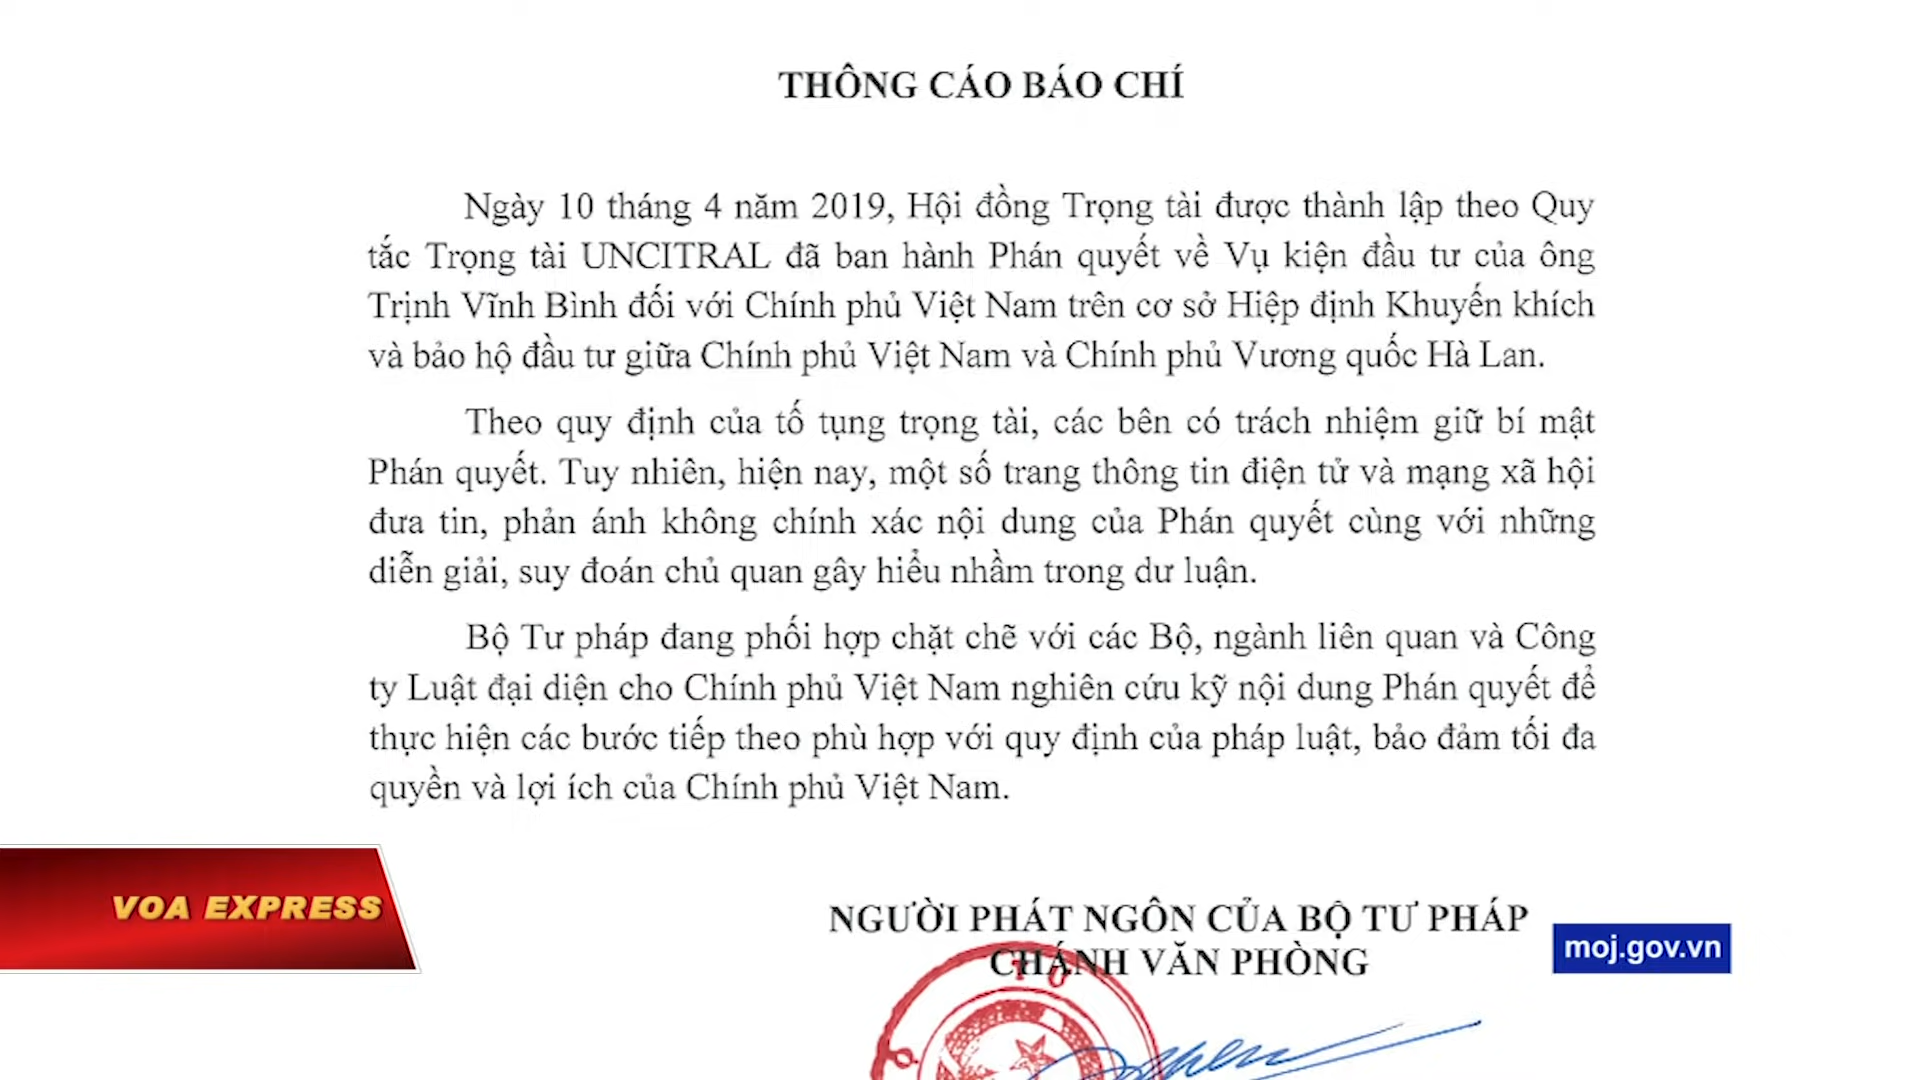 THÔNG CÁO BÁO CHÍ
Ngày 10 tháng 4 năm 2019, Hội đồng Trọng tài được thành lập theo Quy
tắc Trọng tài UNCITRAL đã ban hành Phán quyết về Vụ kiện đầu tư của ông
Trịnh Vĩnh Bình đối với Chính phủ Việt Nam trên cơ sở Hiệp định Khuyến khích
và bảo hộ đầu tư giữa Chính phủ Việt Nam và Chính phủ Vương quốc Hà Lan.
Theo quy định của tố tụng trọng tài, các bên có trách nhiệm giữ bí mật
Phán quyết. Tuy nhiên, hiện nay, một số trang thông tin điện tử và mạng xã hội
đưa tin, phản ánh không chính xác nội dung của Phán quyết cùng với những
diễn giải, suy đoán chủ quan gây hiểu nhầm trong dư luận.
Bộ Tư pháp đang phối hợp chặt chẽ với các Bộ, ngành liên quan và Công
ty Luật đại diện cho Chính phủ Việt Nam nghiên cứu kỹ nội dung Phán quyết để
thực hiện các bước tiếp theo phù hợp với quy định của pháp luật, bảo đảm tối đa
quyền và lợi ích của Chính phủ Việt Nam.
VOA EXPRESS
NGƯỜI PHÁT NGÔN CỦA BỘ TƯ PHÁP
CHÁNH VĂN PHÒNG
moj.gov.vn